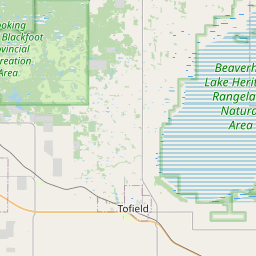 ooking
Blackfoot
ovincial
creation
Area
Beaverh
Lake Herit
Rangela
Natura
Area
Tofield